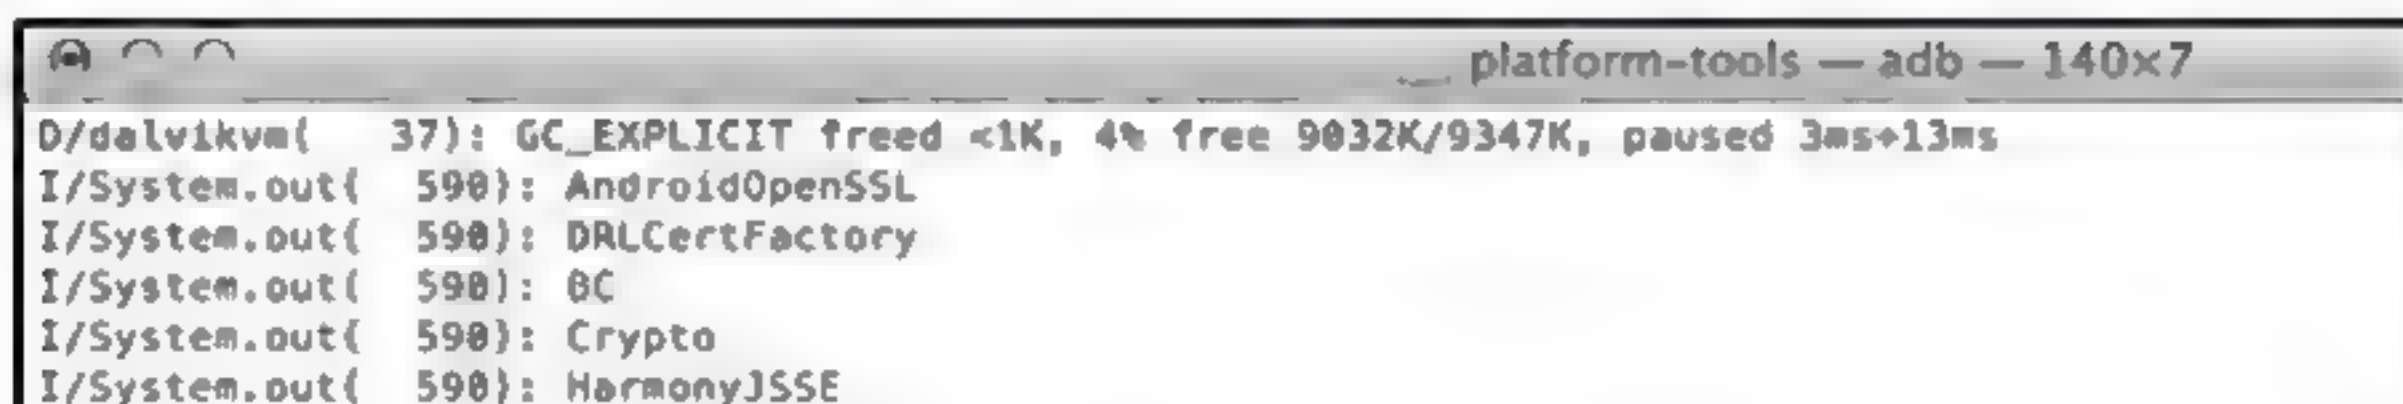 platform-tools — adb — 140×7
D/dalvikvm(   37): GC_EXPLICIT freed <1K, 4% free 9032K/9347K, paused 3ms+13ms
I/System.out(  590): AndroidOpenSSL
I/System.out(  590): DRLCertFactory
I/System.out(  590): BC
I/System.out(  590): Crypto
I/System.out(  590): HarmonyJSSE